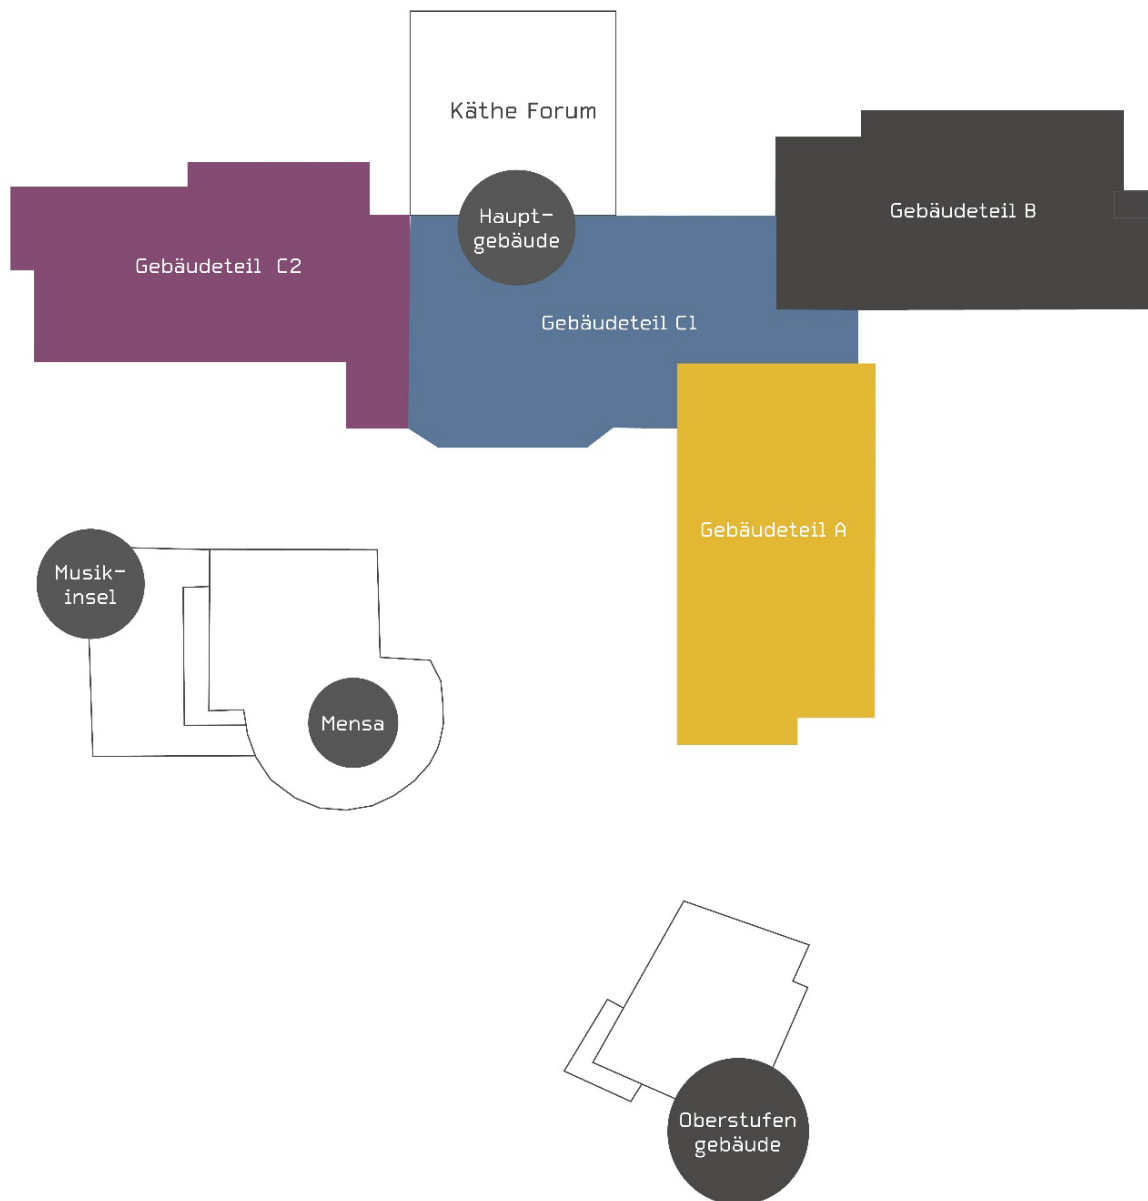 Käthe Forum
Haupt-
gebäude
Gebäudeteil B
Gebäudeteil C2
Gebäudeteil C1
Gebäudeteil A
Musik-
insel
Mensa
Oberstufen
gebäude